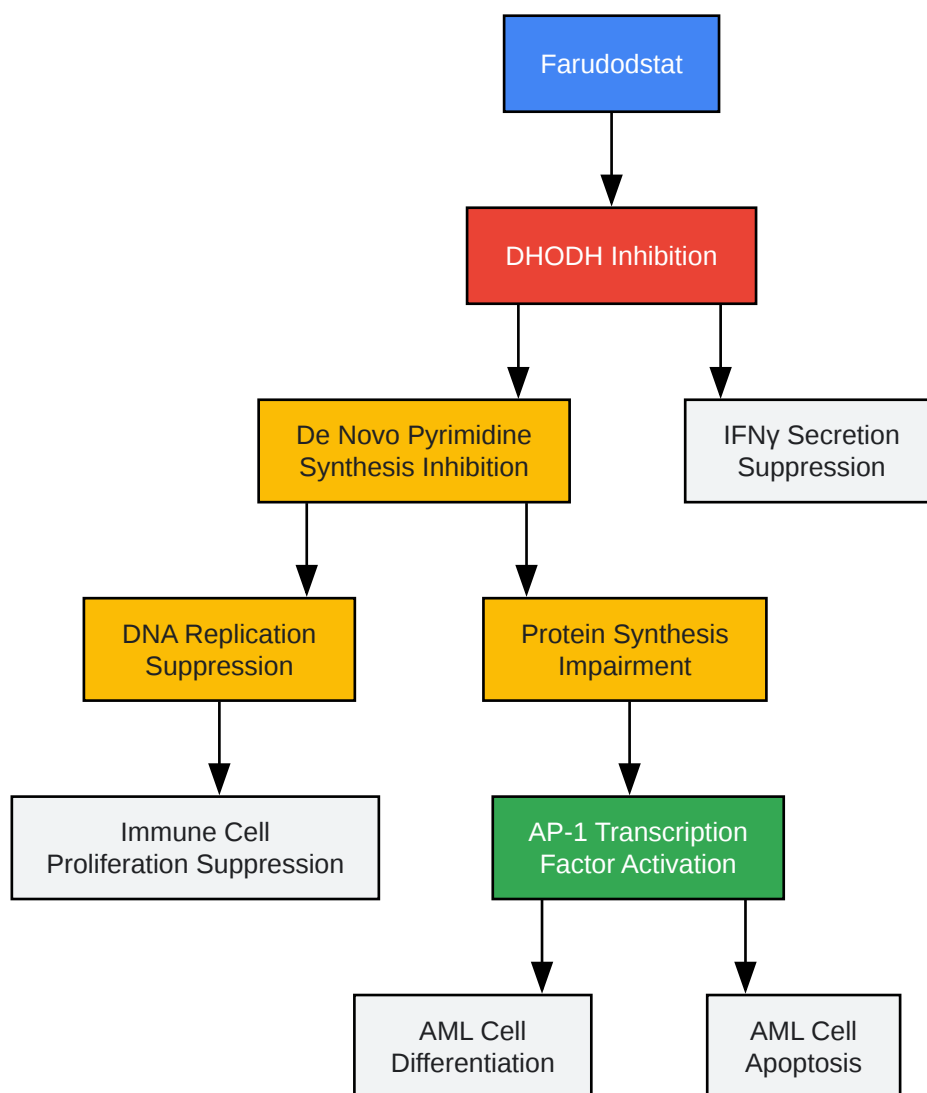 Farudodstat
DHODH Inhibition
De Novo Pyrimidine
Synthesis Inhibition
IFNγ Secretion
Suppression
DNA Replication
Suppression
Protein Synthesis
Impairment
Immune Cell
Proliferation Suppression
AP-1 Transcription
Factor Activation
AML Cell
Differentiation
AML Cell
Apoptosis